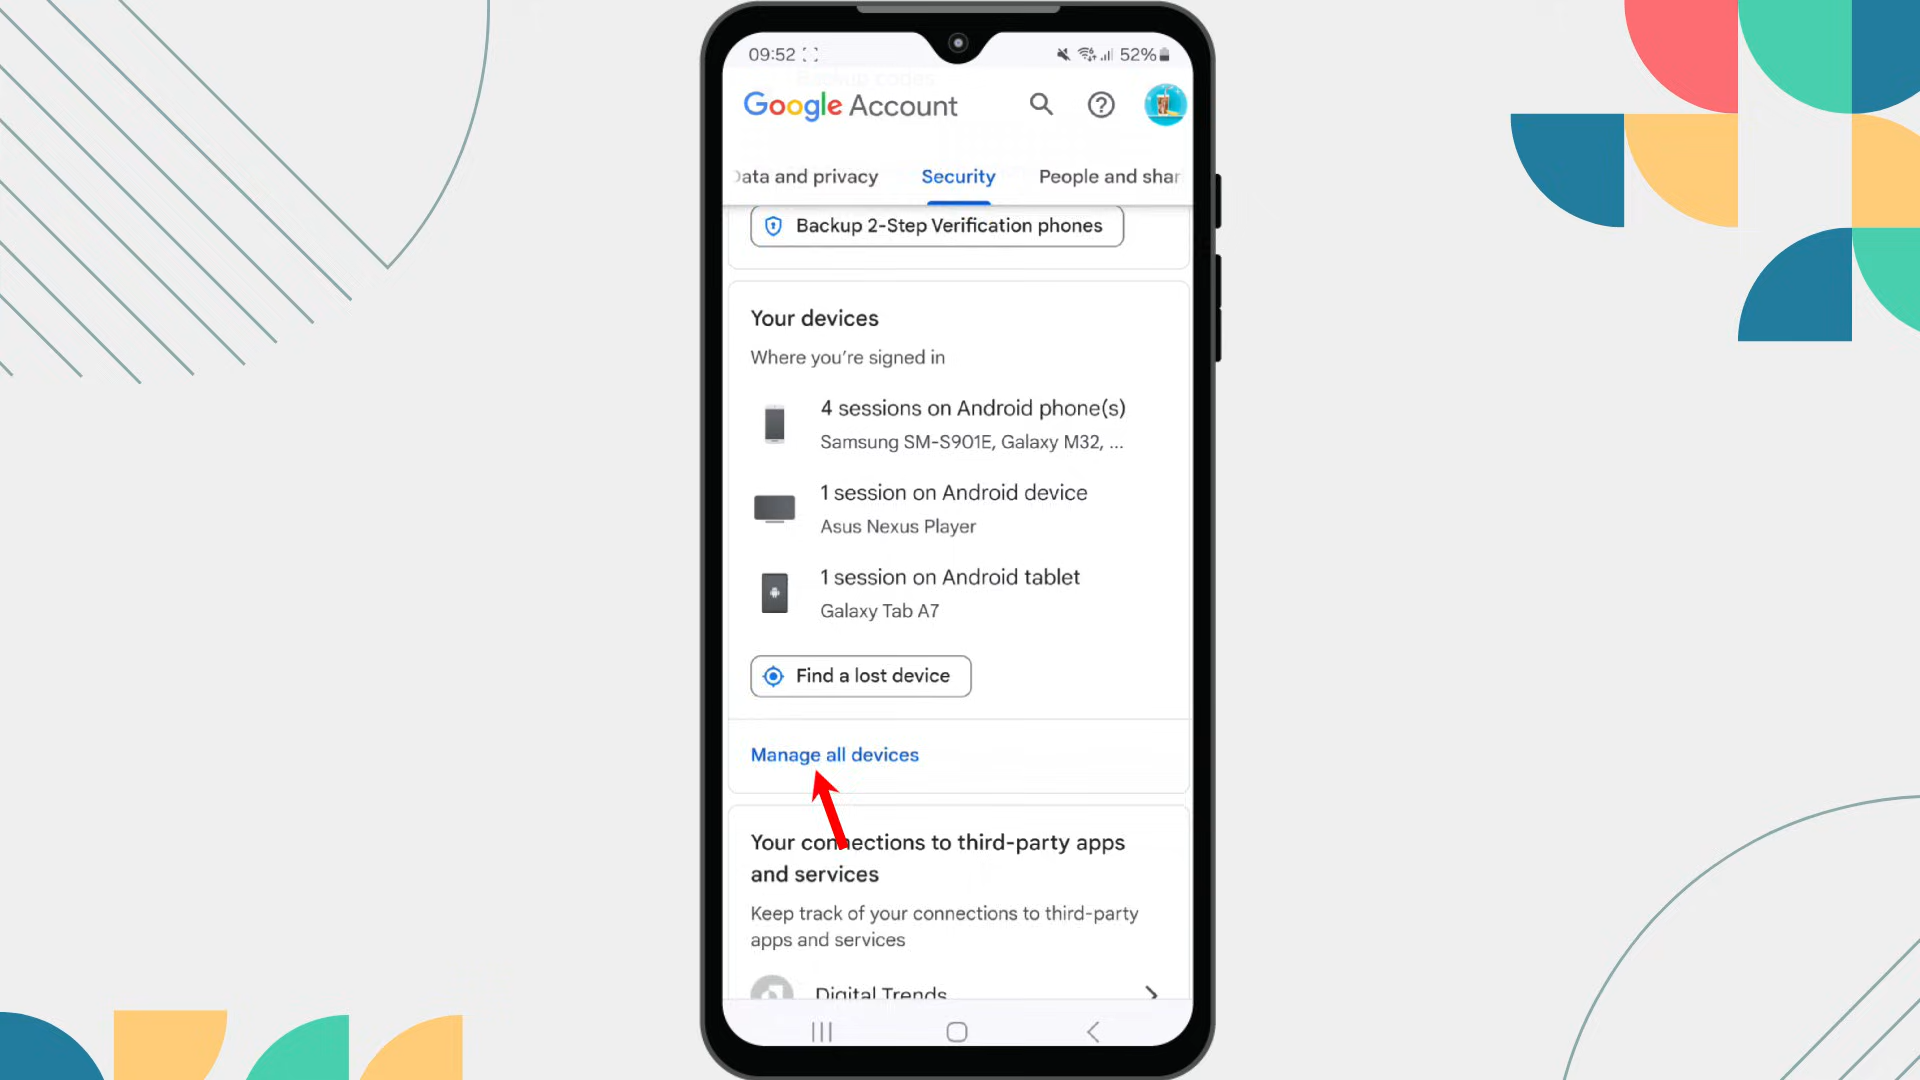 09:52
52%
Backup codes
Google Account
Data and privacy
Security
People and shar
Backup 2-Step Verification phones
Your devices
Where you're signed in
4 sessions on Android phone(s)
Samsung SM-S901E, Galaxy M32, ...
1 session on Android device
Asus Nexus Player
1 session on Android tablet
Galaxy Tab A7
Find a lost device
Manage all devices
Your connections to third-party apps
and services
Keep track of your connections to third-party
apps and services
Digital Trends